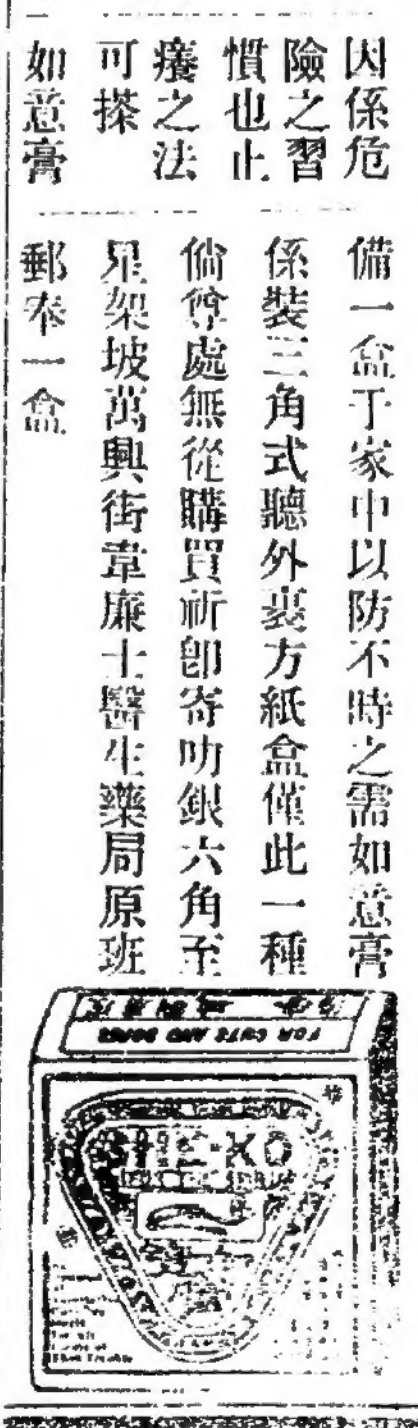 因係危
險之習
慣也止
癢之法
可搽
如意膏
備一盒于家中以防不時之需如意膏
係裝三角式聽外裹方紙盒僅此一種
倘尊處無從購買祈卽寄叻銀六角至
星架坡萬興街韋廉士醫生藥局原班
郵奉一盒
FOR CUTS AND SORES